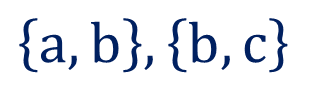 {a, b}, {b, c}